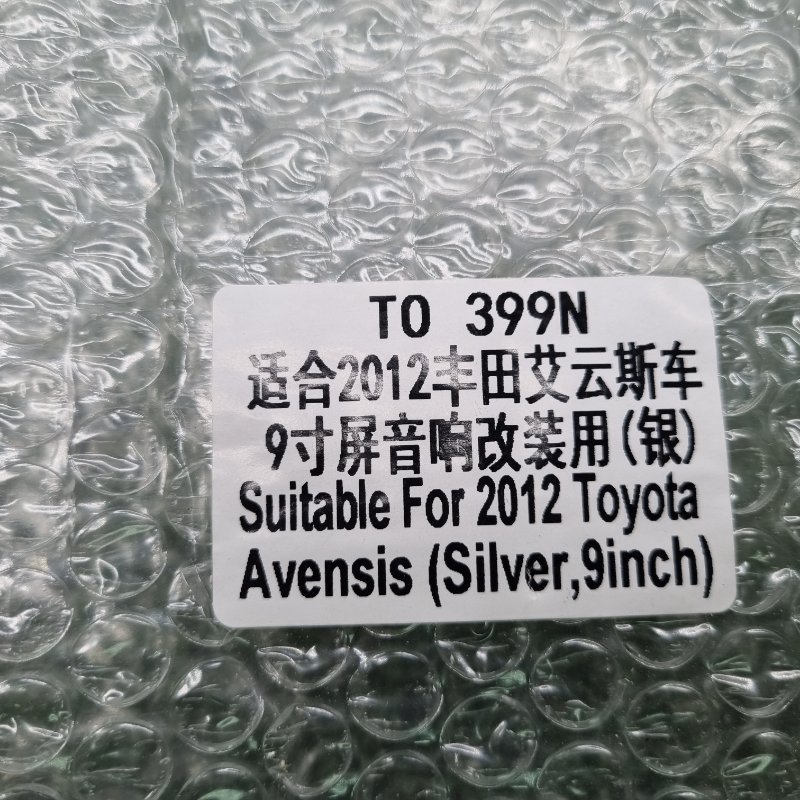 TO 399N
适合2012丰田艾云斯车
9寸屏音响改装用(银)
Suitable For 2012 Toyota
Avensis (Silver,9inch)